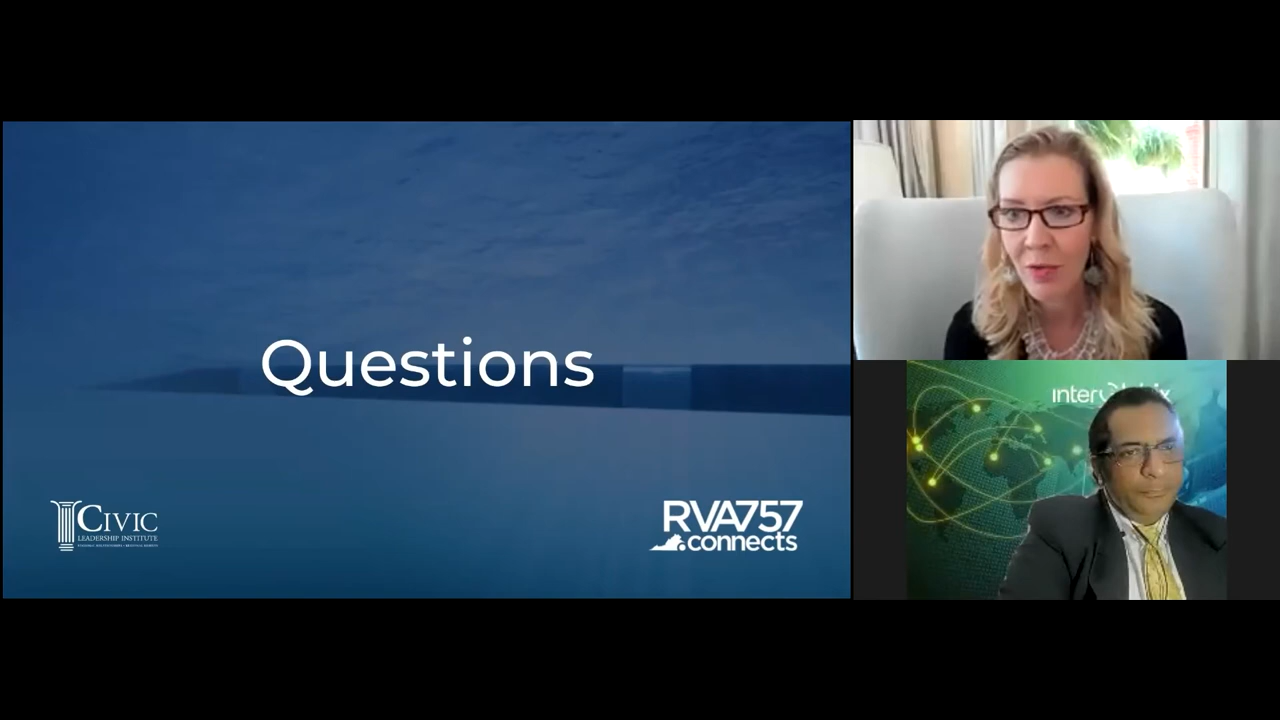 Questions
CIVIC
LEADERSHIP INSTITUTE
RVA757
connects